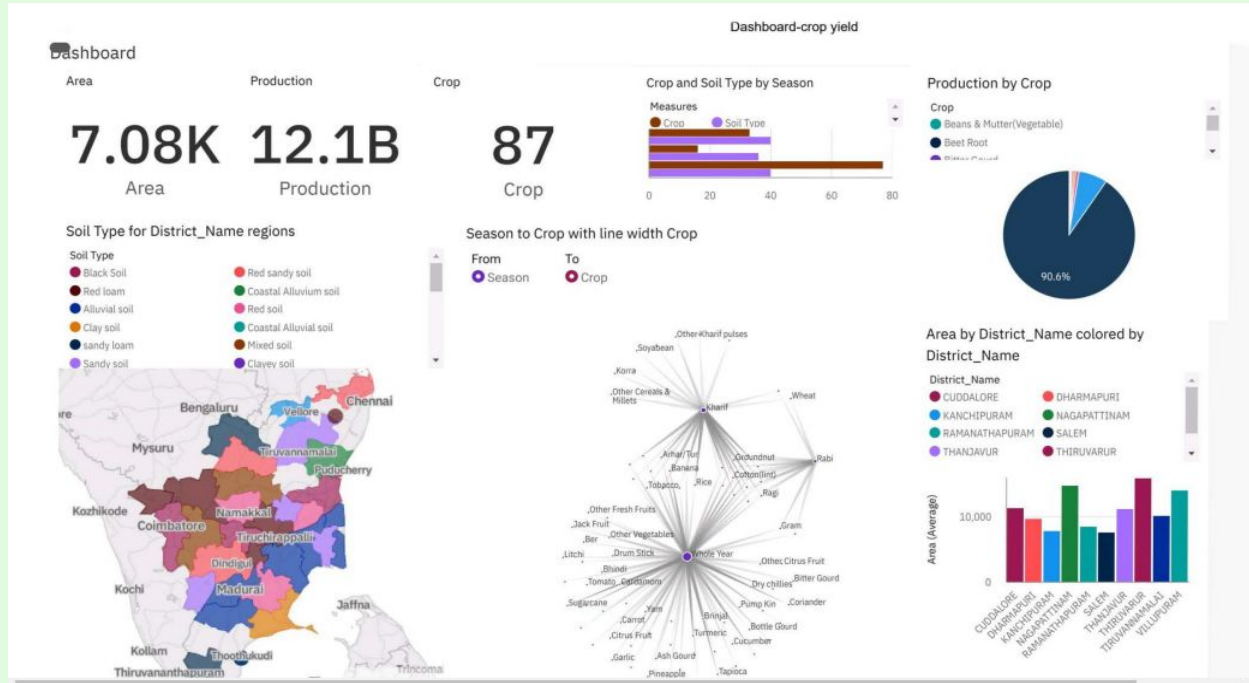 Dashboard-crop yield
Dashboard
Area
Production
Crop
7.08K
Area
12.1B
Production
87
Crop
Crop and Soil Type by Season
Measures
Crop
Soil Type
0
20
40
60
80
Production by Crop
Crop
Beans & Mutter(Vegetable)
Beet Root
Bitter Gourd
90.6%
Soil Type for District_Name regions
Soil Type
Black Soil
Red sandy soil
Red loam
Coastal Alluvium soil
Alluvial soil
Red soil
Clay soil
Coastal Alluvial soil
sandy loam
Mixed soil
Sandy soil
Clayey soil
Bengaluru
Vellore
Chennai
Mysuru
Tiruvannamalai
Puducherry
Kozhikode
Coimbatore
Namakkal
Tiruchirappalli
Dindigul
Kochi
Madurai
Jaffna
Kollam
Thoothukudi
Thiruvananthapuram
Trincoma
Season to Crop with line width Crop
From
To
Season
Crop
Other Kharif pulses
Soyabean
Korra
Other Cereals &
Millets
Kharif
Wheat
Arhar/Tur
Groundnut
Rabi
Banana
Cotton(lint)
Tobacco
Rice
Ragi
Other Fresh Fruits
Jack Fruit
Other Vegetables
Gram
Ber
Litchi
Drum Stick
Whole Year
Other Citrus Fruit
Bhindi
Tomato
Cardamom
Dry chillies
Bitter Gourd
Sugarcane
Yam
Pump Kin
Coriander
Carrot
Brinjal
Bottle Gourd
Citrus Fruit
Turmeric
Cucumber
Garlic
Ash Gourd
Pineapple
Tapioca
Area by District_Name colored by
District_Name
District_Name
CUDDALORE
DHARMAPURI
KANCHIPURAM
NAGAPATTINAM
RAMANATHAPURAM
SALEM
THANJAVUR
THIRUVARUR
Area (Average)
10,000
0
CUDDALORE
DHARMAPURI
KANCHIPURAM
NAGAPATTINAM
RAMANATHAPURAM
SALEM
THANJAVUR
THIRUVARUR
TIRUVANNAMALAI
VILLUPURAM